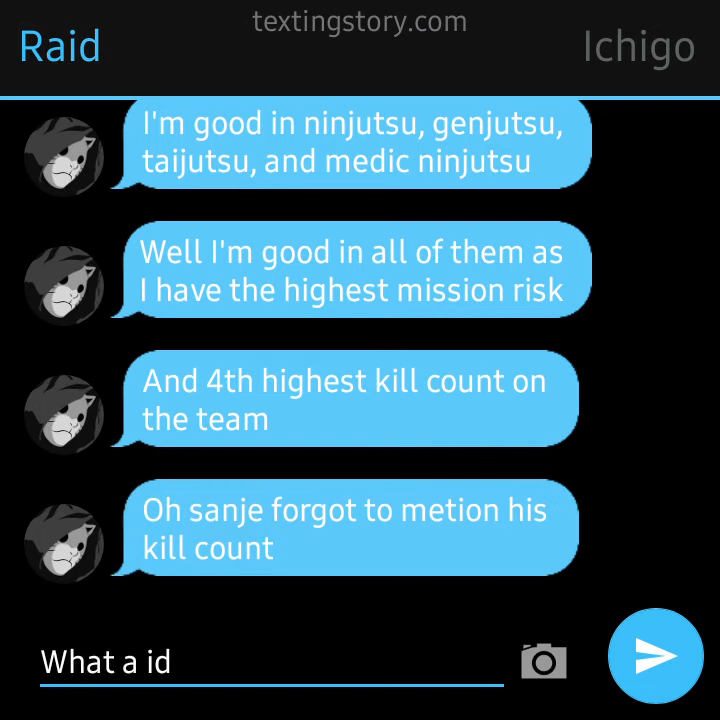 textingstory.com
Raid
Ichigo
I'm good in ninjutsu, genjutsu,
taijutsu, and medic ninjutsu
Well I'm good in all of them as
I have the highest mission risk
And 4th highest kill count on
the team
Oh sanje forgot to metion his
kill count
What a id